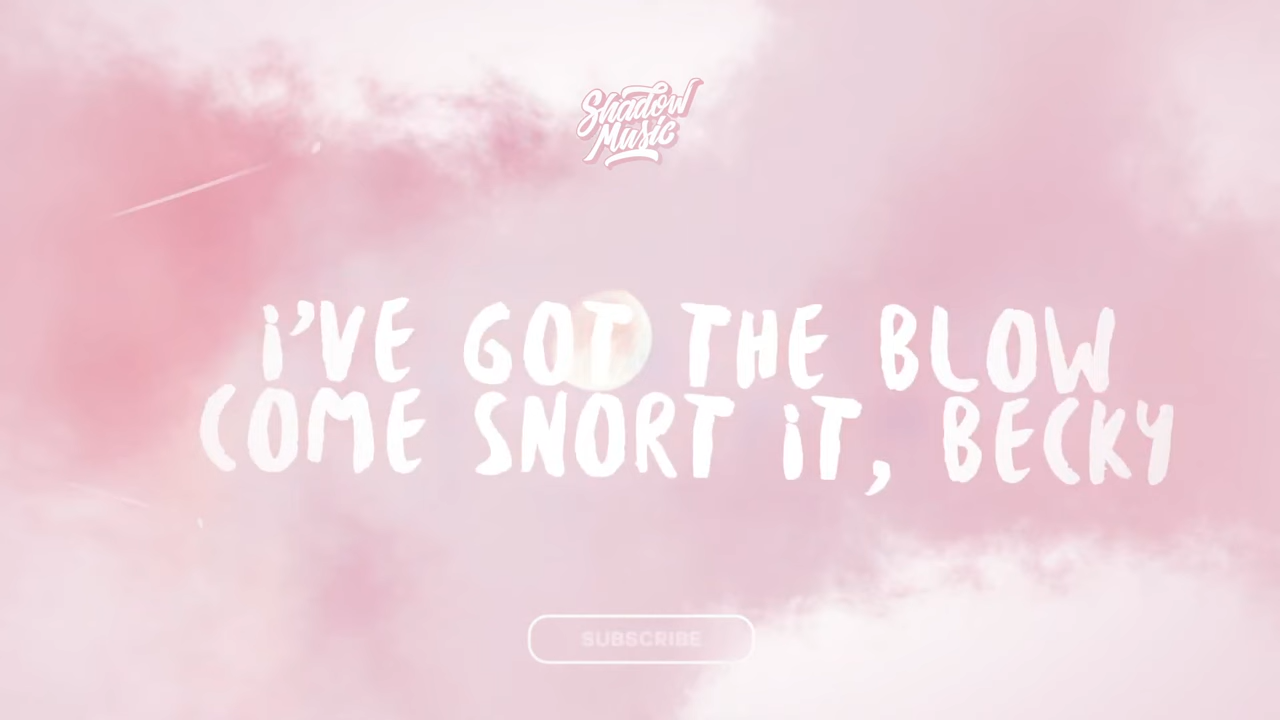 Shadow
Music
i'VE GOT THE BLOW
COME SNORT iT, BECKY
SUBSCRIBE